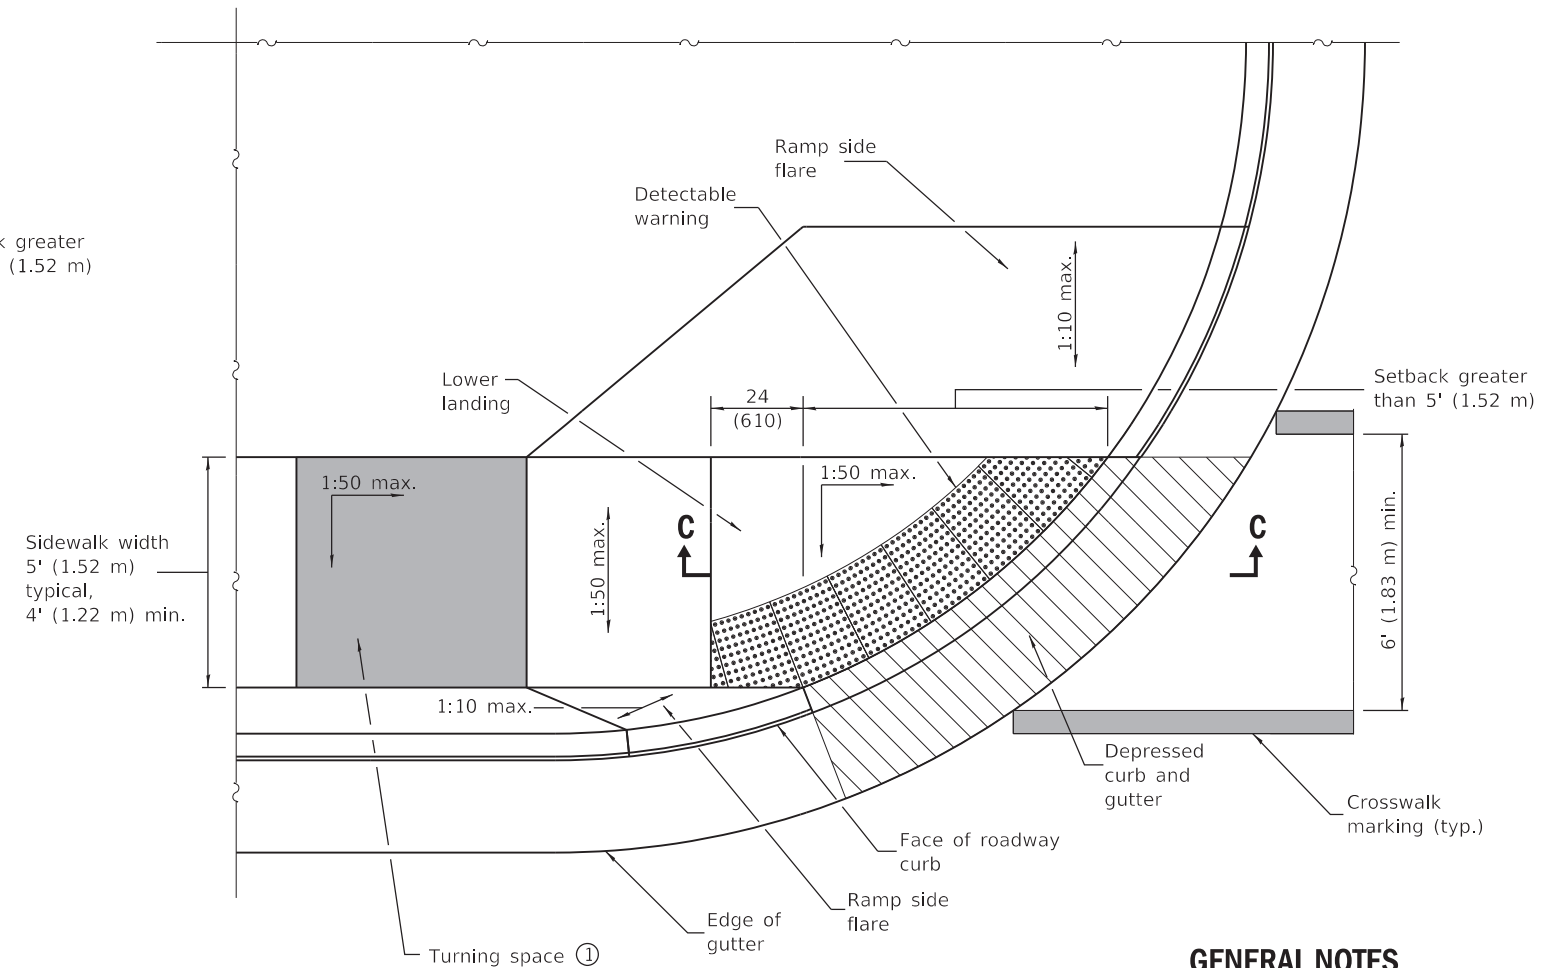 Ramp side
flare
Detectable
warning
k greater
(1.52 m)
1:10 max.
Lower
landing
24
(610)
Setback greater
than 5' (1.52 m)
1:50 max.
1:50 max.
1:50 max.
C
C
Sidewalk width
5' (1.52 m)
typical,
4' (1.22 m) min.
6' (1.83 m) min.
1:10 max.
Depressed
curb and
gutter
Crosswalk
marking (typ.)
Face of roadway
curb
Ramp side
flare
Edge of
gutter
Turning space ①
GENERAL NOTES